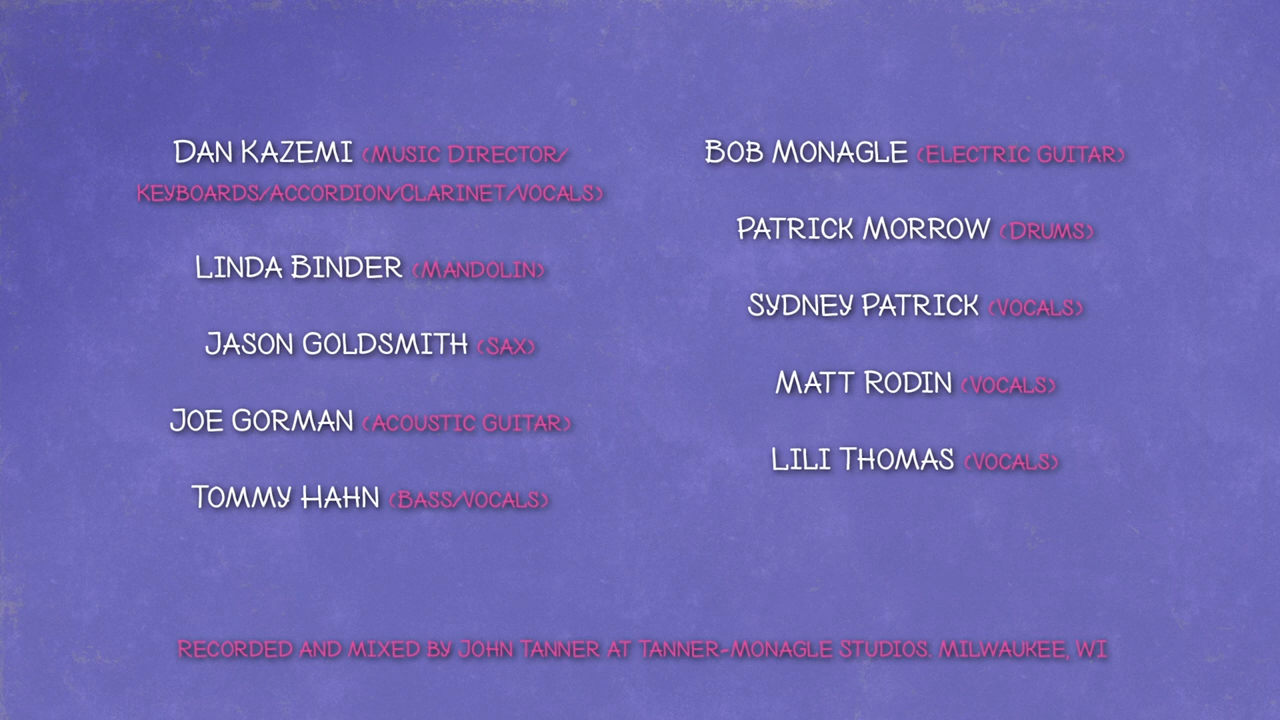 DAN KAZEMI (MUSIC DIRECTOR/
KEYBOARDS/ACCORDION/CLARINET/VOCALS)
LINDA BINDER (MANDOLIN)
JASON GOLDSMITH (SAX)
JOE GORMAN (ACOUSTIC GUITAR)
TOMMY HAHN (BASS/VOCALS)
BOB MONAGLE (ELECTRIC GUITAR)
PATRICK MORROW (DRUMS)
SYDNEY PATRICK (VOCALS)
MATT RODIN (VOCALS)
LILI THOMAS (VOCALS)
RECORDED AND MIXED BY JOHN TANNER AT TANNER-MONAGLE STUDIOS. MILWAUKEE, WI